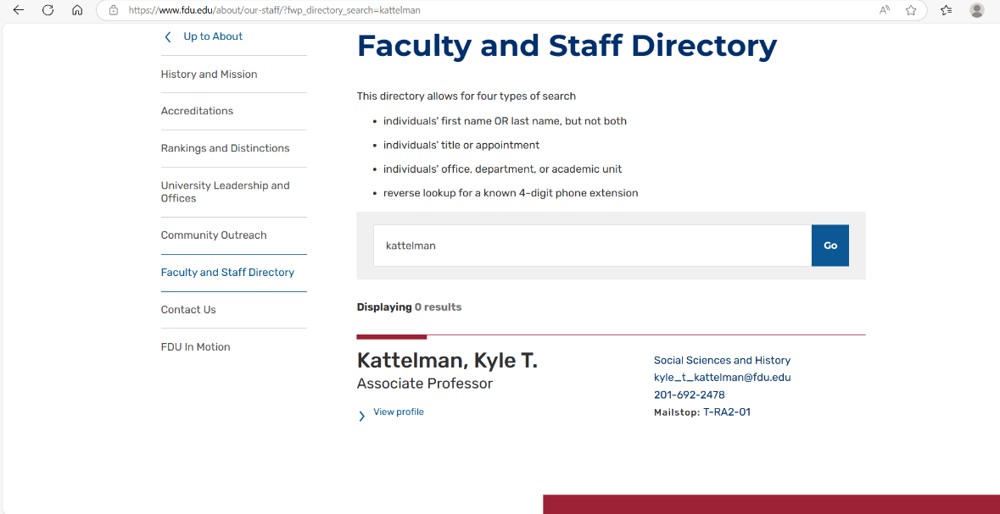 https://www.fdu.edu/about/our-staff/?fwp_directory_search=kattelman
Up to About
History and Mission
Accreditations
Rankings and Distinctions
University Leadership and
Offices
Community Outreach
Faculty and Staff Directory
Contact Us
FDU In Motion
Faculty and Staff Directory
This directory allows for four types of search
• individuals' first name OR last name, but not both
• individuals' title or appointment
• individuals' office, department, or academic unit
• reverse lookup for a known 4-digit phone extension
kattelman
Go
Displaying 0 results
Kattelman, Kyle T.
Associate Professor
View profile
Social Sciences and History
kyle_t_kattelman@fdu.edu
201-692-2478
Mailstop: T-RA2-01